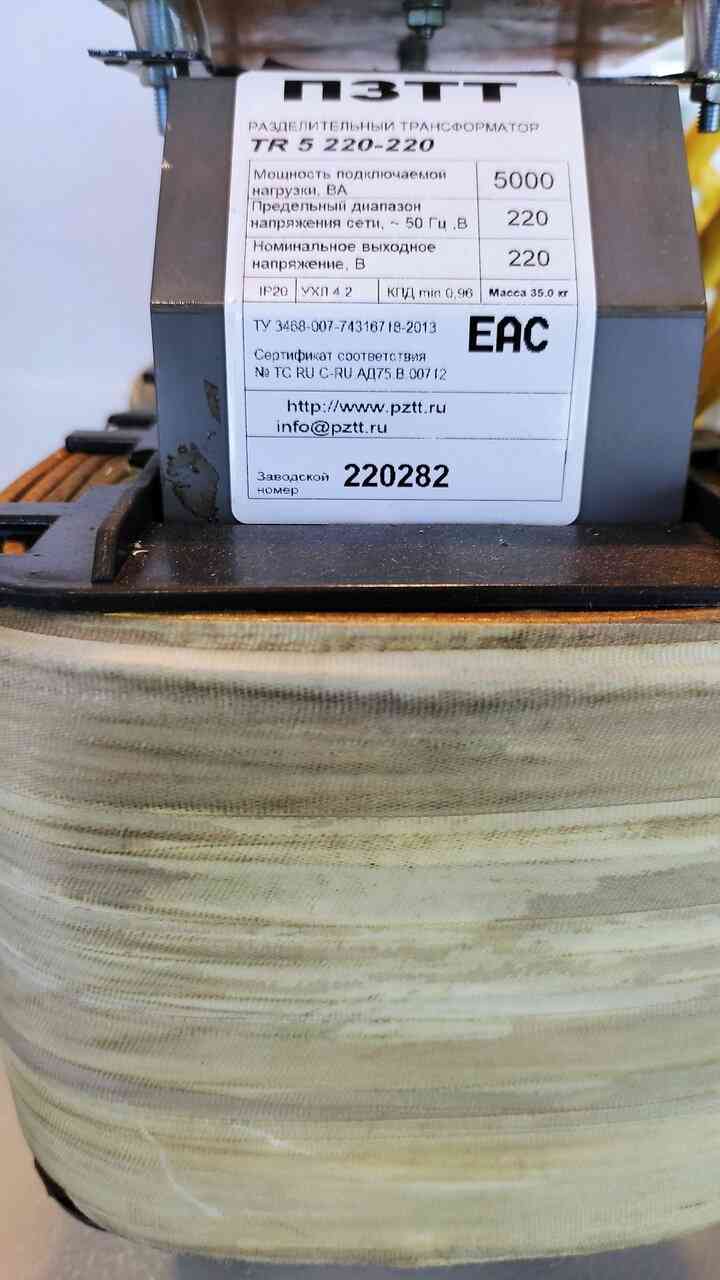 ПЗТТ
РАЗДЕЛИТЕЛЬНЫЙ ТРАНСФОРМАТОР
TR 5 220-220
Мощность подключаемой
нагрузки, ВА 5000
Предельный диапазон
напряжения сети, ~ 50 Гц ,В 220
Номинальное выходное
напряжение, В 220
IP20 УХЛ 4.2 КПД min 0,96 Масса 35.0 кг
ТУ 3468-007-74316718-2013 EAC
Сертификат соответствия
№ ТС RU С-RU АД75.В.00712
http://www.pztt.ru
info@pztt.ru
Заводской
номер 220282